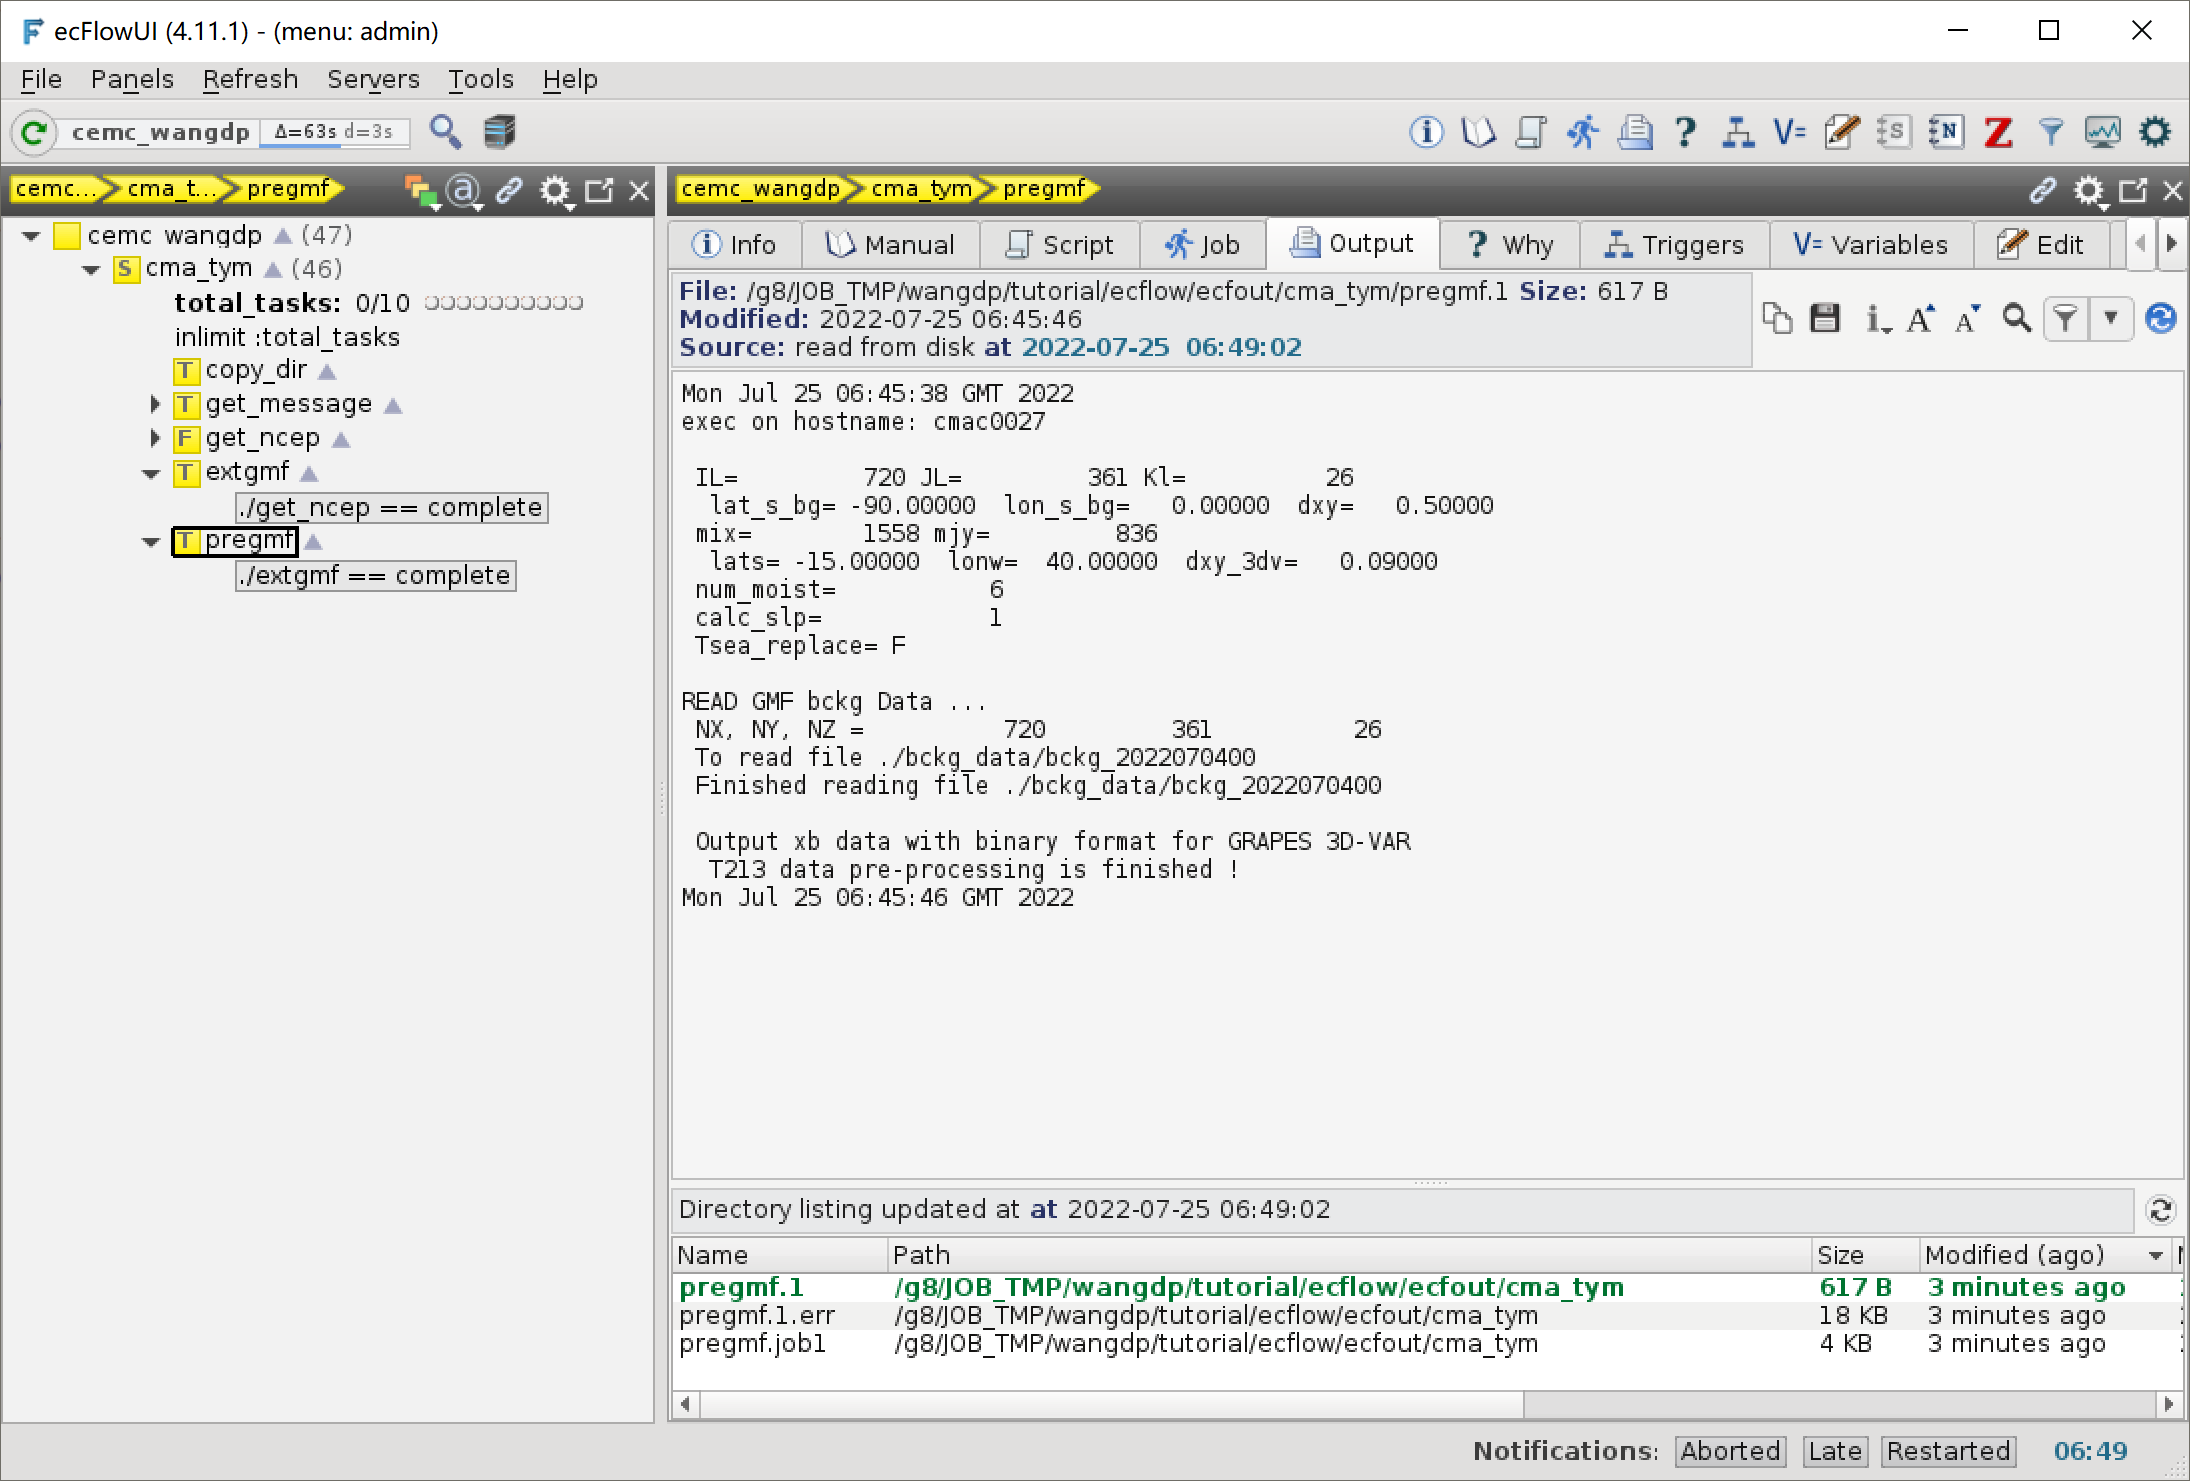 ecFlowUI (4.11.1) - (menu: admin)
File Panels Refresh Servers Tools Help
cemc_wangdp Δ=63s d=3s
cemc... cma_t... pregmf
cemc_wangdp cma_tym pregmf
cemc wangdp (47)
S cma_tym (46)
total_tasks: 0/10
inlimit :total_tasks
T copy_dir
T get_message
F get_ncep
T extgmf
./get_ncep == complete
T pregmf
./extgmf == complete
Info Manual Script Job Output ? Why Triggers V= Variables Edit
File: /g8/JOB_TMP/wangdp/tutorial/ecflow/ecfout/cma_tym/pregmf.1 Size: 617 B
Modified: 2022-07-25 06:45:46
Source: read from disk at 2022-07-25 06:49:02
Mon Jul 25 06:45:38 GMT 2022
exec on hostname: cmac0027
IL= 720 JL= 361 Kl= 26
lat_s_bg= -90.00000 lon_s_bg= 0.00000 dxy= 0.50000
mix= 1558 mjy= 836
lats= -15.00000 lonw= 40.00000 dxy_3dv= 0.09000
num_moist= 6
calc_slp= 1
Tsea_replace= F
READ GMF bckg Data ...
NX, NY, NZ = 720 361 26
To read file ./bckg_data/bckg_2022070400
Finished reading file ./bckg_data/bckg_2022070400
Output xb data with binary format for GRAPES 3D-VAR
T213 data pre-processing is finished !
Mon Jul 25 06:45:46 GMT 2022
Directory listing updated at at 2022-07-25 06:49:02
Name Path Size Modified (ago)
pregmf.1 /g8/JOB_TMP/wangdp/tutorial/ecflow/ecfout/cma_tym 617 B 3 minutes ago
pregmf.1.err /g8/JOB_TMP/wangdp/tutorial/ecflow/ecfout/cma_tym 18 KB 3 minutes ago
pregmf.job1 /g8/JOB_TMP/wangdp/tutorial/ecflow/ecfout/cma_tym 4 KB 3 minutes ago
Notifications: Aborted Late Restarted 06:49